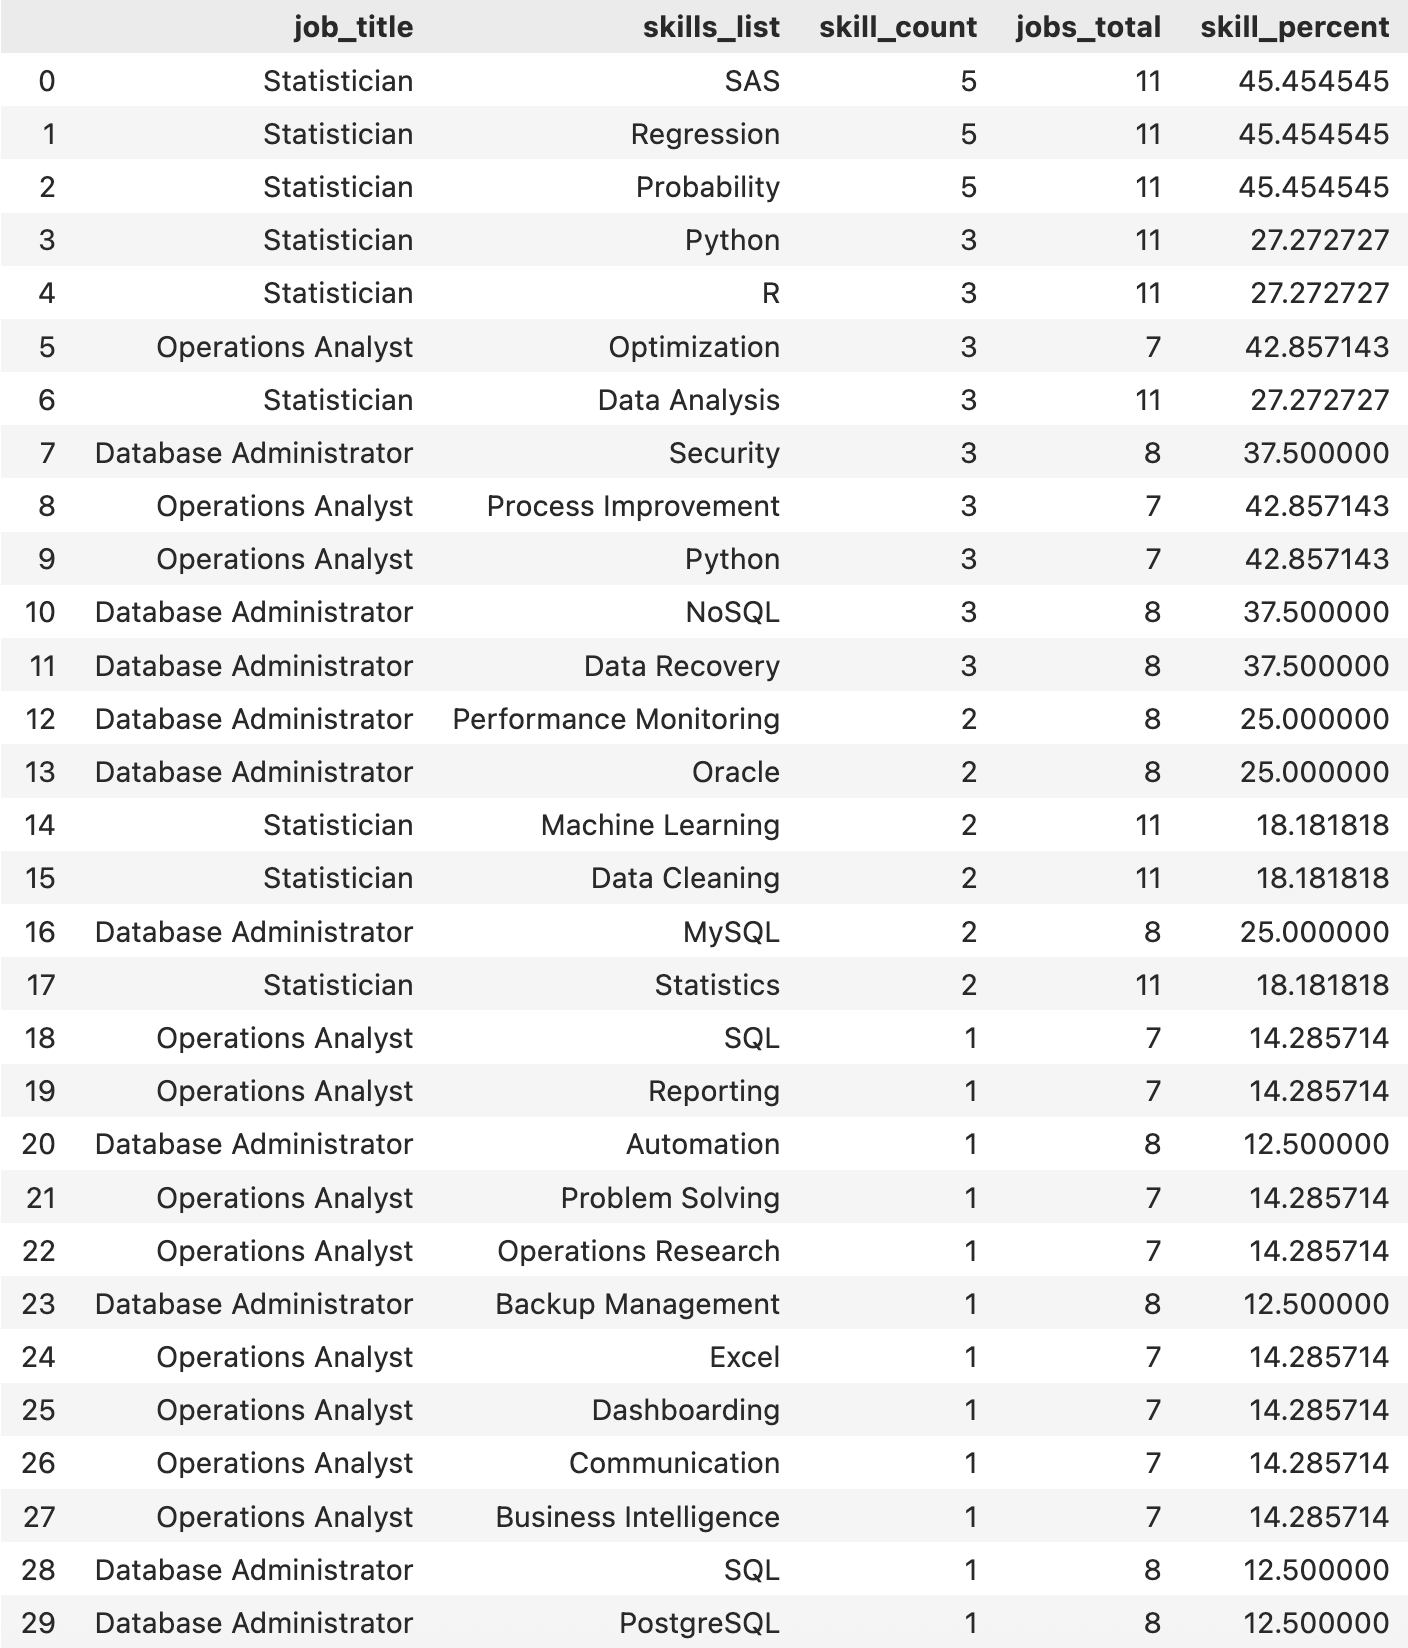 job_title skills_list skill_count jobs_total skill_percent
0 Statistician SAS 5 11 45.454545
1 Statistician Regression 5 11 45.454545
2 Statistician Probability 5 11 45.454545
3 Statistician Python 3 11 27.272727
4 Statistician R 3 11 27.272727
5 Operations Analyst Optimization 3 7 42.857143
6 Statistician Data Analysis 3 11 27.272727
7 Database Administrator Security 3 8 37.500000
8 Operations Analyst Process Improvement 3 7 42.857143
9 Operations Analyst Python 3 7 42.857143
10 Database Administrator NoSQL 3 8 37.500000
11 Database Administrator Data Recovery 3 8 37.500000
12 Database Administrator Performance Monitoring 2 8 25.000000
13 Database Administrator Oracle 2 8 25.000000
14 Statistician Machine Learning 2 11 18.181818
15 Statistician Data Cleaning 2 11 18.181818
16 Database Administrator MySQL 2 8 25.000000
17 Statistician Statistics 2 11 18.181818
18 Operations Analyst SQL 1 7 14.285714
19 Operations Analyst Reporting 1 7 14.285714
20 Database Administrator Automation 1 8 12.500000
21 Operations Analyst Problem Solving 1 7 14.285714
22 Operations Analyst Operations Research 1 7 14.285714
23 Database Administrator Backup Management 1 8 12.500000
24 Operations Analyst Excel 1 7 14.285714
25 Operations Analyst Dashboarding 1 7 14.285714
26 Operations Analyst Communication 1 7 14.285714
27 Operations Analyst Business Intelligence 1 7 14.285714
28 Database Administrator SQL 1 8 12.500000
29 Database Administrator PostgreSQL 1 8 12.500000